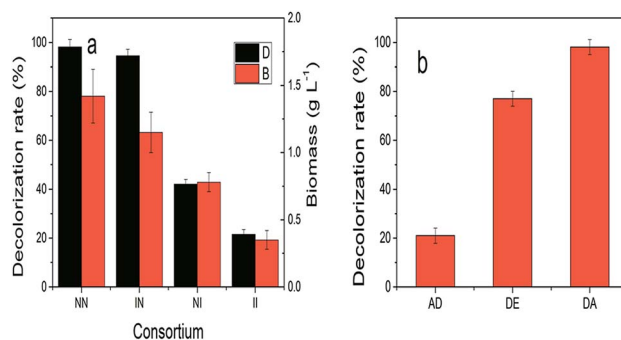 a
D
B
100
80
60
40
20
0
Decolorization rate (%)
2.0
1.5
1.0
0.5
0.0
Biomass (g L⁻¹)
NN IN NI II
Consortium
b
100
80
60
40
20
0
Decolorization rate (%)
AD DE DA